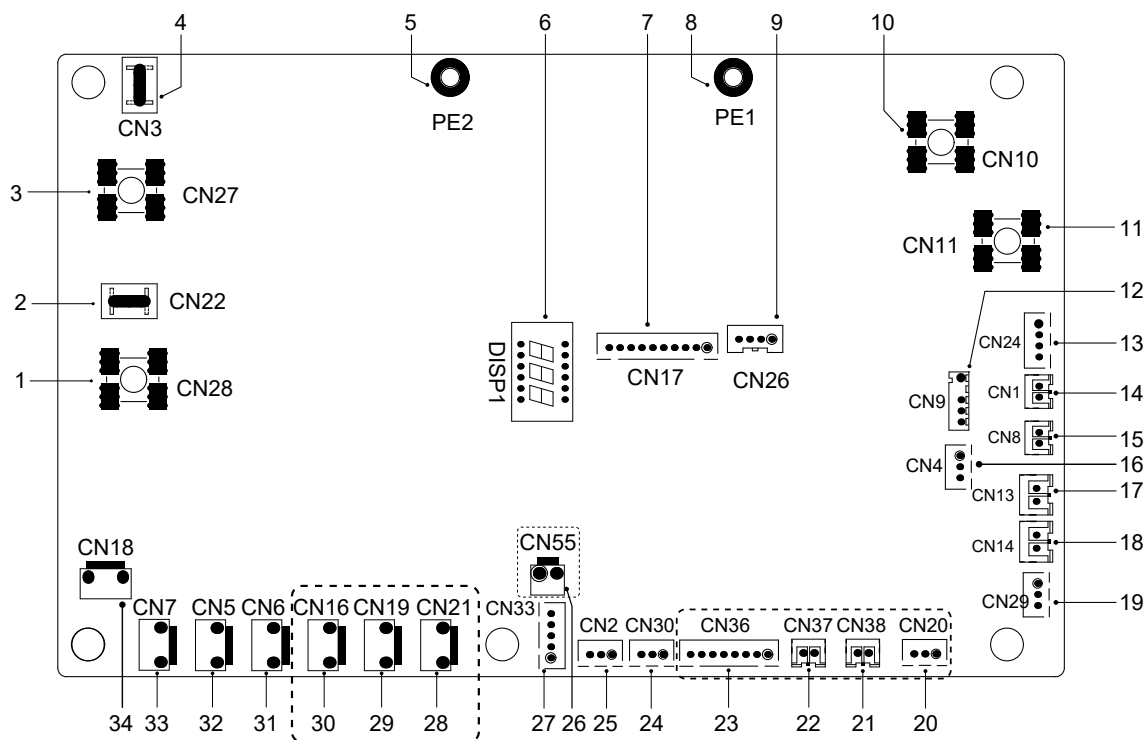 4 5 6 7 8 9 10
CN3
PE2
PE1
CN10
3
CN27
11
CN11
2
CN22
12
CN24
13
DISP1
CN17
CN26
1
CN28
CN9
CN1
14
CN8
15
CN4
16
CN13
17
CN14
18
CN18
CN55
CN29
19
CN7 CN5 CN6 CN16 CN19 CN21
CN33
CN2 CN30 CN36 CN37 CN38 CN20
34 33 32 31 30 29 28 27 26 25 24 23 22 21 20